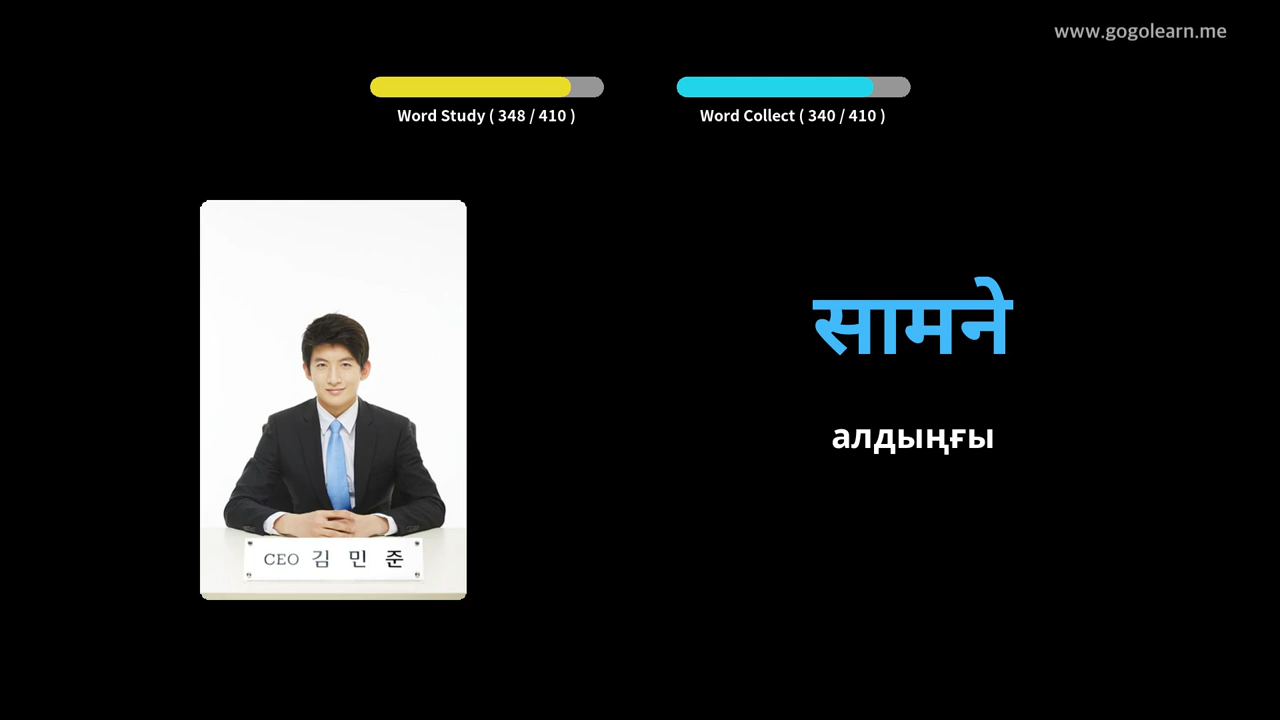 www.gogolearn.me
Word Study ( 348 / 410 )
Word Collect ( 340 / 410 )
सामने
алдыңғы
CEO 김 민 준